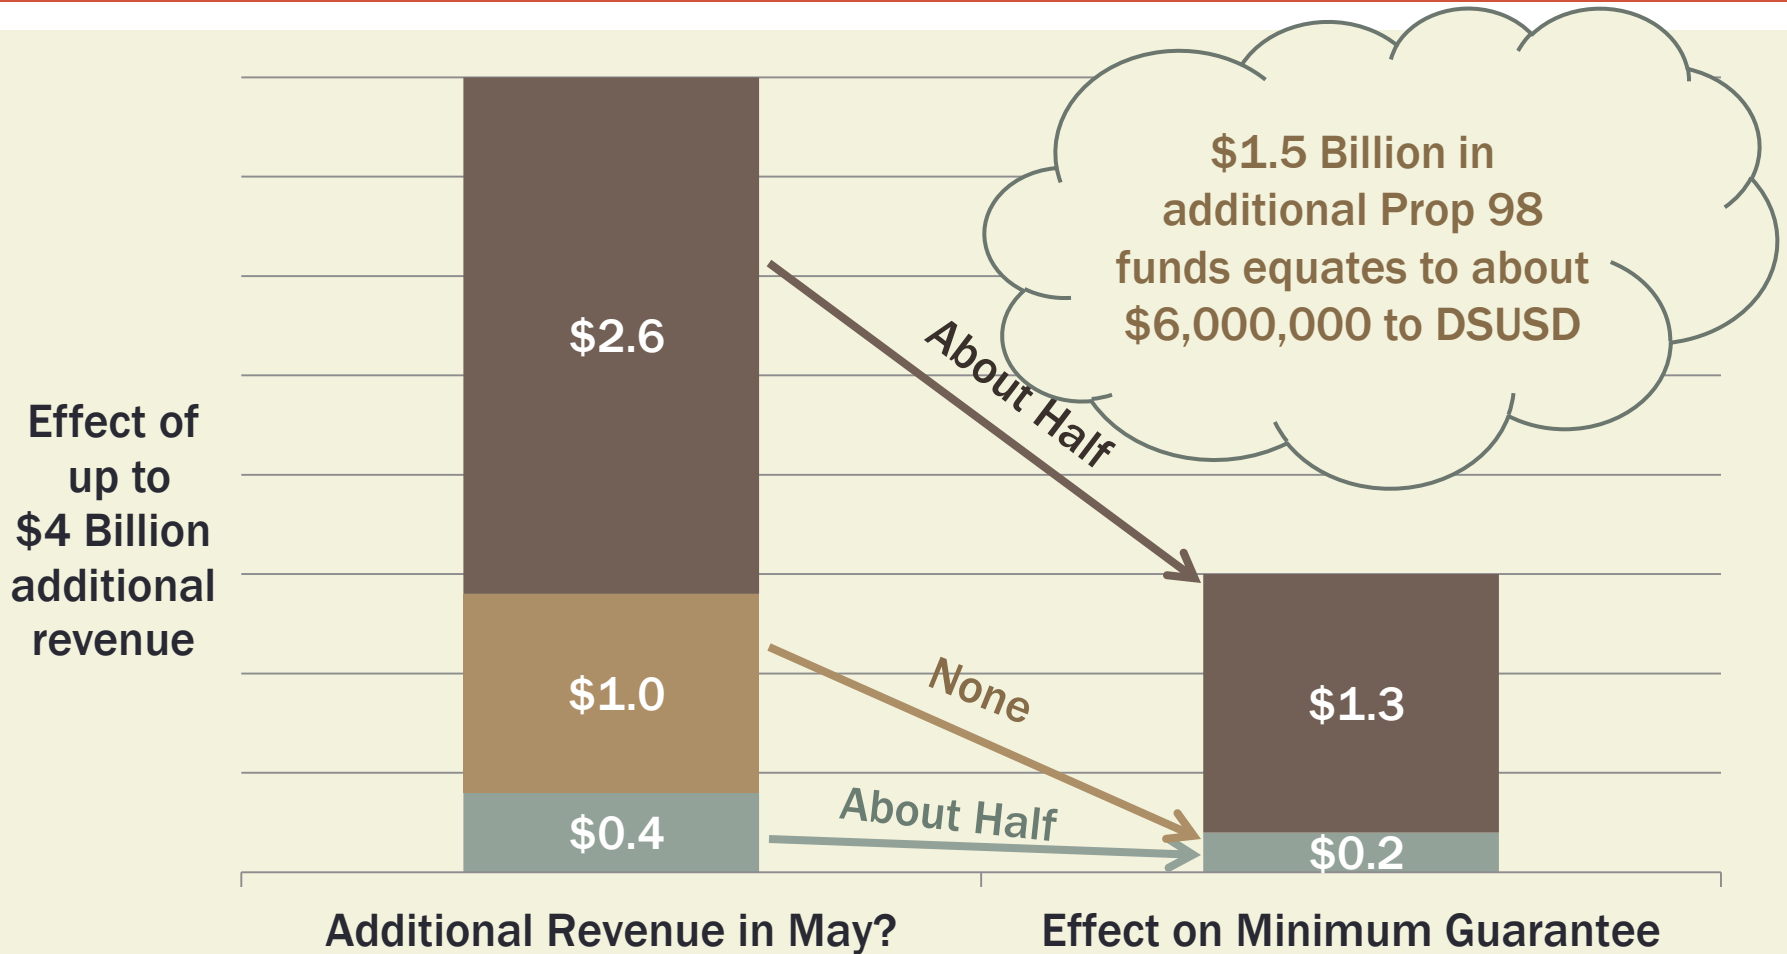 $1.5 Billion in
additional Prop 98
funds equates to about
$6,000,000 to DSUSD
Effect of
up to
$4 Billion
additional
revenue
$2.6
$1.0
$0.4
About Half
None
About Half
$1.3
$0.2
Additional Revenue in May?
Effect on Minimum Guarantee